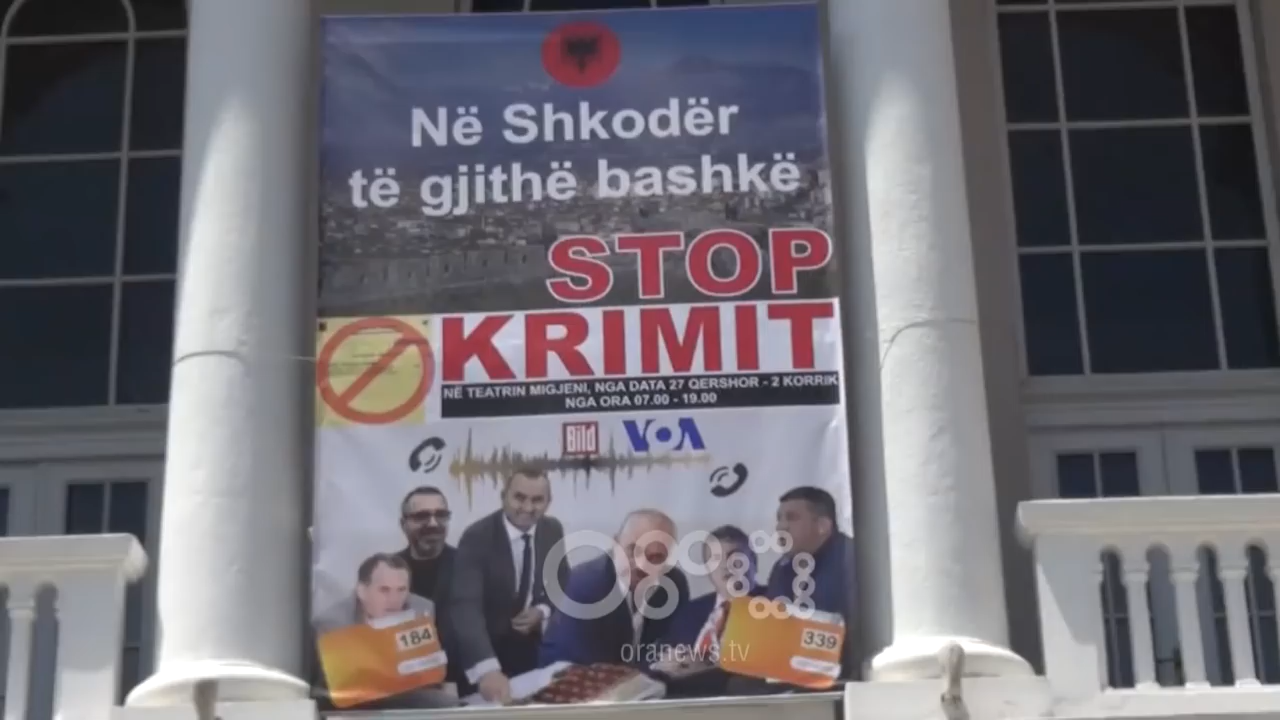 Në Shkodër
të gjithë bashkë
STOP
KRIMIT
NË TEATRIN MIGJENI, NGA DATA 27 QERSHOR - 2 KORRIK
NGA ORA 07.00 - 19.00
Bild VOA
184
339
ora
oranews.tv